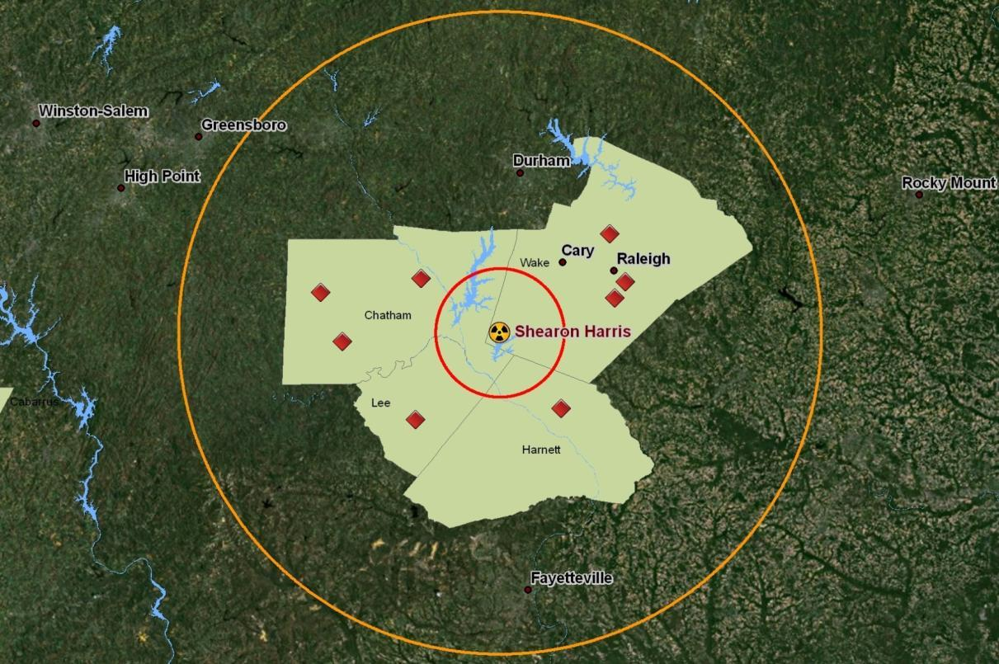 Winston-Salem
Greensboro
High Point
Durham
Rocky Mount
Cary
Raleigh
Wake
Chatham
Shearon Harris
Cabarrus
Lee
Harnett
Fayetteville